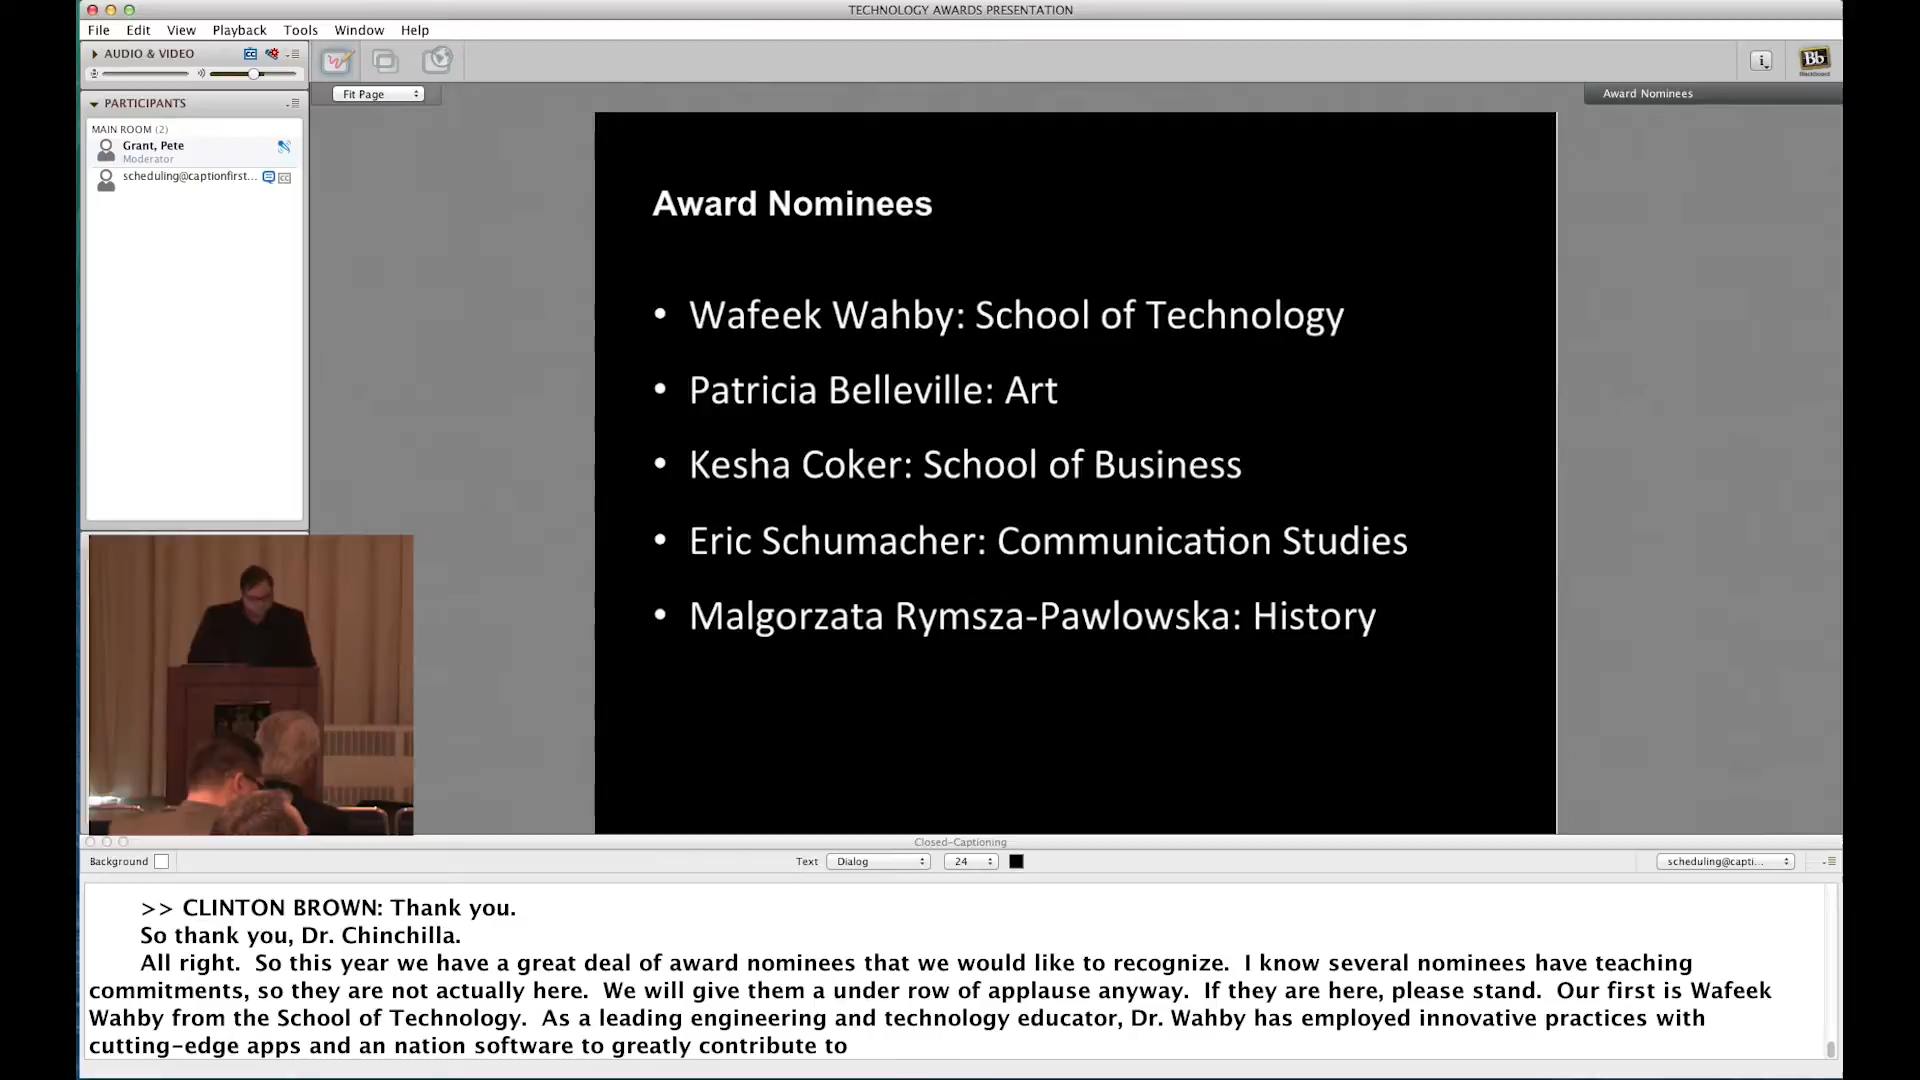 TECHNOLOGY AWARDS PRESENTATION
File Edit View Playback Tools Window Help
AUDIO & VIDEO
Fit Page
Award Nominees
PARTICIPANTS
MAIN ROOM (2)
Grant, Pete
Moderator
scheduling@captionfirst...
Bb
Blackboard
Award Nominees
• Wafeek Wahby: School of Technology
• Patricia Belleville: Art
• Kesha Coker: School of Business
• Eric Schumacher: Communication Studies
• Malgorzata Rymsza-Pawlowska: History
Closed-Captioning
Background Text Dialog 24 scheduling@capti...
>> CLINTON BROWN: Thank you.
So thank you, Dr. Chinchilla.
All right. So this year we have a great deal of award nominees that we would like to recognize. I know several nominees have teaching
commitments, so they are not actually here. We will give them a under row of applause anyway. If they are here, please stand. Our first is Wafeek
Wahby from the School of Technology. As a leading engineering and technology educator, Dr. Wahby has employed innovative practices with
cutting-edge apps and an nation software to greatly contribute to